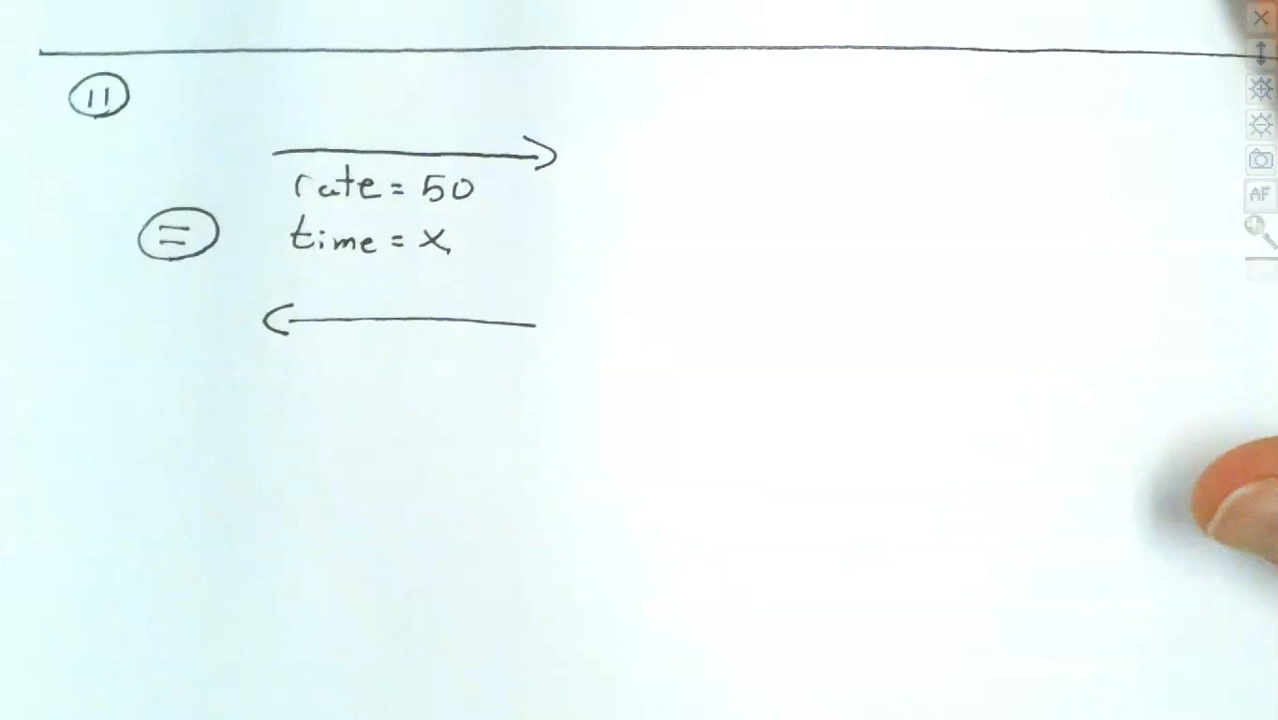 11
rate = 50
= time = x
AF